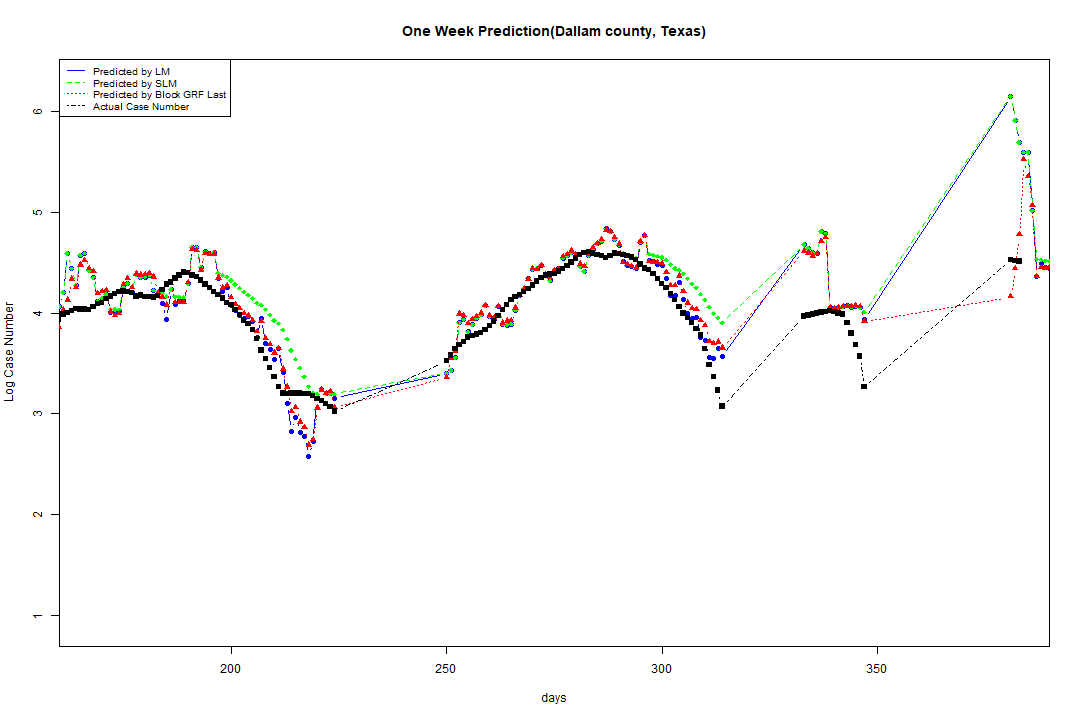 One Week Prediction(Dallam county, Texas)
Predicted by LM
Predicted by SLM
Predicted by Block GRF Last
Actual Case Number
Log Case Number
6
5
4
3
2
1
200
250
300
350
days